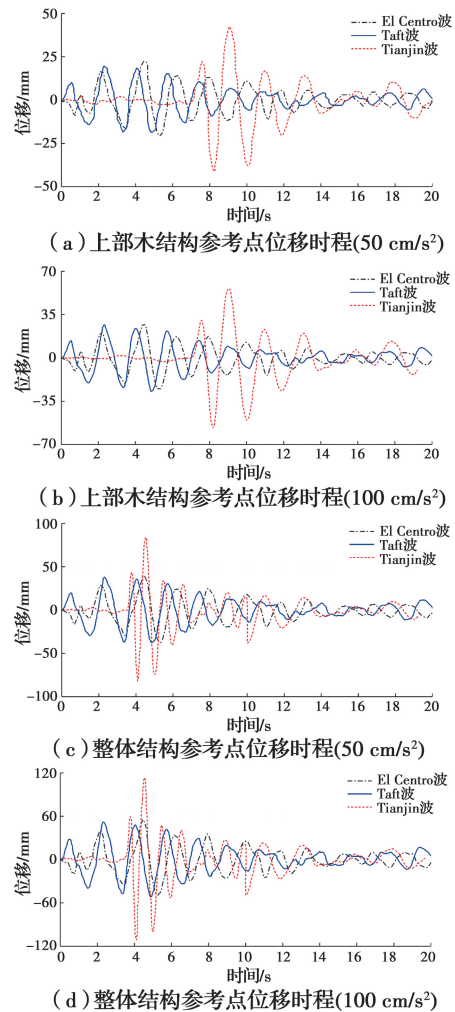 50
25
0
−25
−50
位移/mm
El Centro波
Taft波
Tianjin波
0 2 4 6 8 10 12 14 16 18 20
时间/s
（a）上部木结构参考点位移时程(50 cm/s²)
70
35
0
−35
−70
位移/mm
El Centro波
Taft波
Tianjin波
0 2 4 6 8 10 12 14 16 18 20
时间/s
（b）上部木结构参考点位移时程(100 cm/s²)
100
50
0
−50
−100
位移/mm
El Centro波
Taft波
Tianjin波
0 2 4 6 8 10 12 14 16 18 20
时间/s
（c）整体结构参考点位移时程(50 cm/s²)
120
60
0
−60
−120
位移/mm
El Centro波
Taft波
Tianjin波
0 2 4 6 8 10 12 14 16 18 20
时间/s
（d）整体结构参考点位移时程(100 cm/s²)